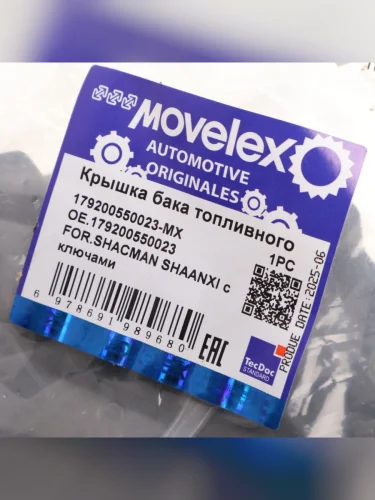 MOVELEX
AUTOMOTIVE
ORIGINALES
Крышка бака топливного
179200550023-MX
1PC
OE.179200550023
FOR.SHACMAN SHAANXI с
ключами
PRODVE DATE:2025-06
6 978691 989680
EAC
TecDoc
STANDARD